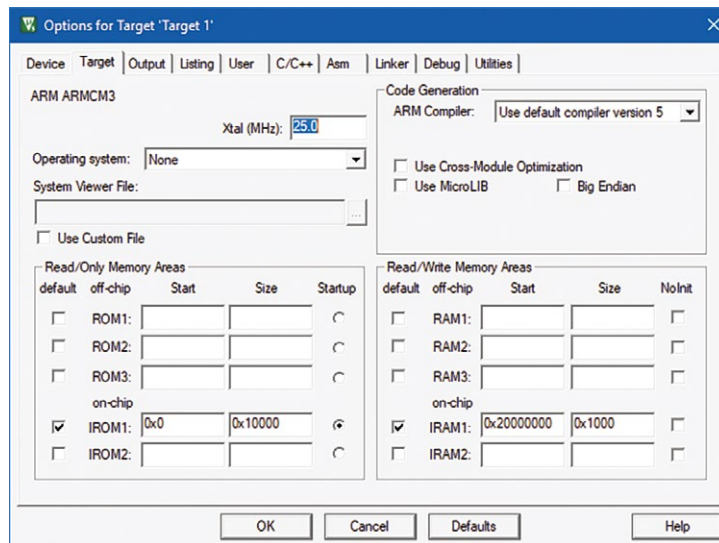 Options for Target 'Target 1'
Device Target Output Listing User C/C++ Asm Linker Debug Utilities
ARM ARMCM3
Xtal (MHz): 25.0
Operating system: None
System Viewer File:
...
Use Custom File
Code Generation
ARM Compiler: Use default compiler version 5
Use Cross-Module Optimization
Use MicroLIB Big Endian
Read/Only Memory Areas
default off-chip Start Size Startup
ROM1:
ROM2:
ROM3:
on-chip
IROM1: 0x0 0x10000
IROM2:
Read/Write Memory Areas
default off-chip Start Size NoInit
RAM1:
RAM2:
RAM3:
on-chip
IRAM1: 0x20000000 0x1000
IRAM2:
OK Cancel Defaults Help